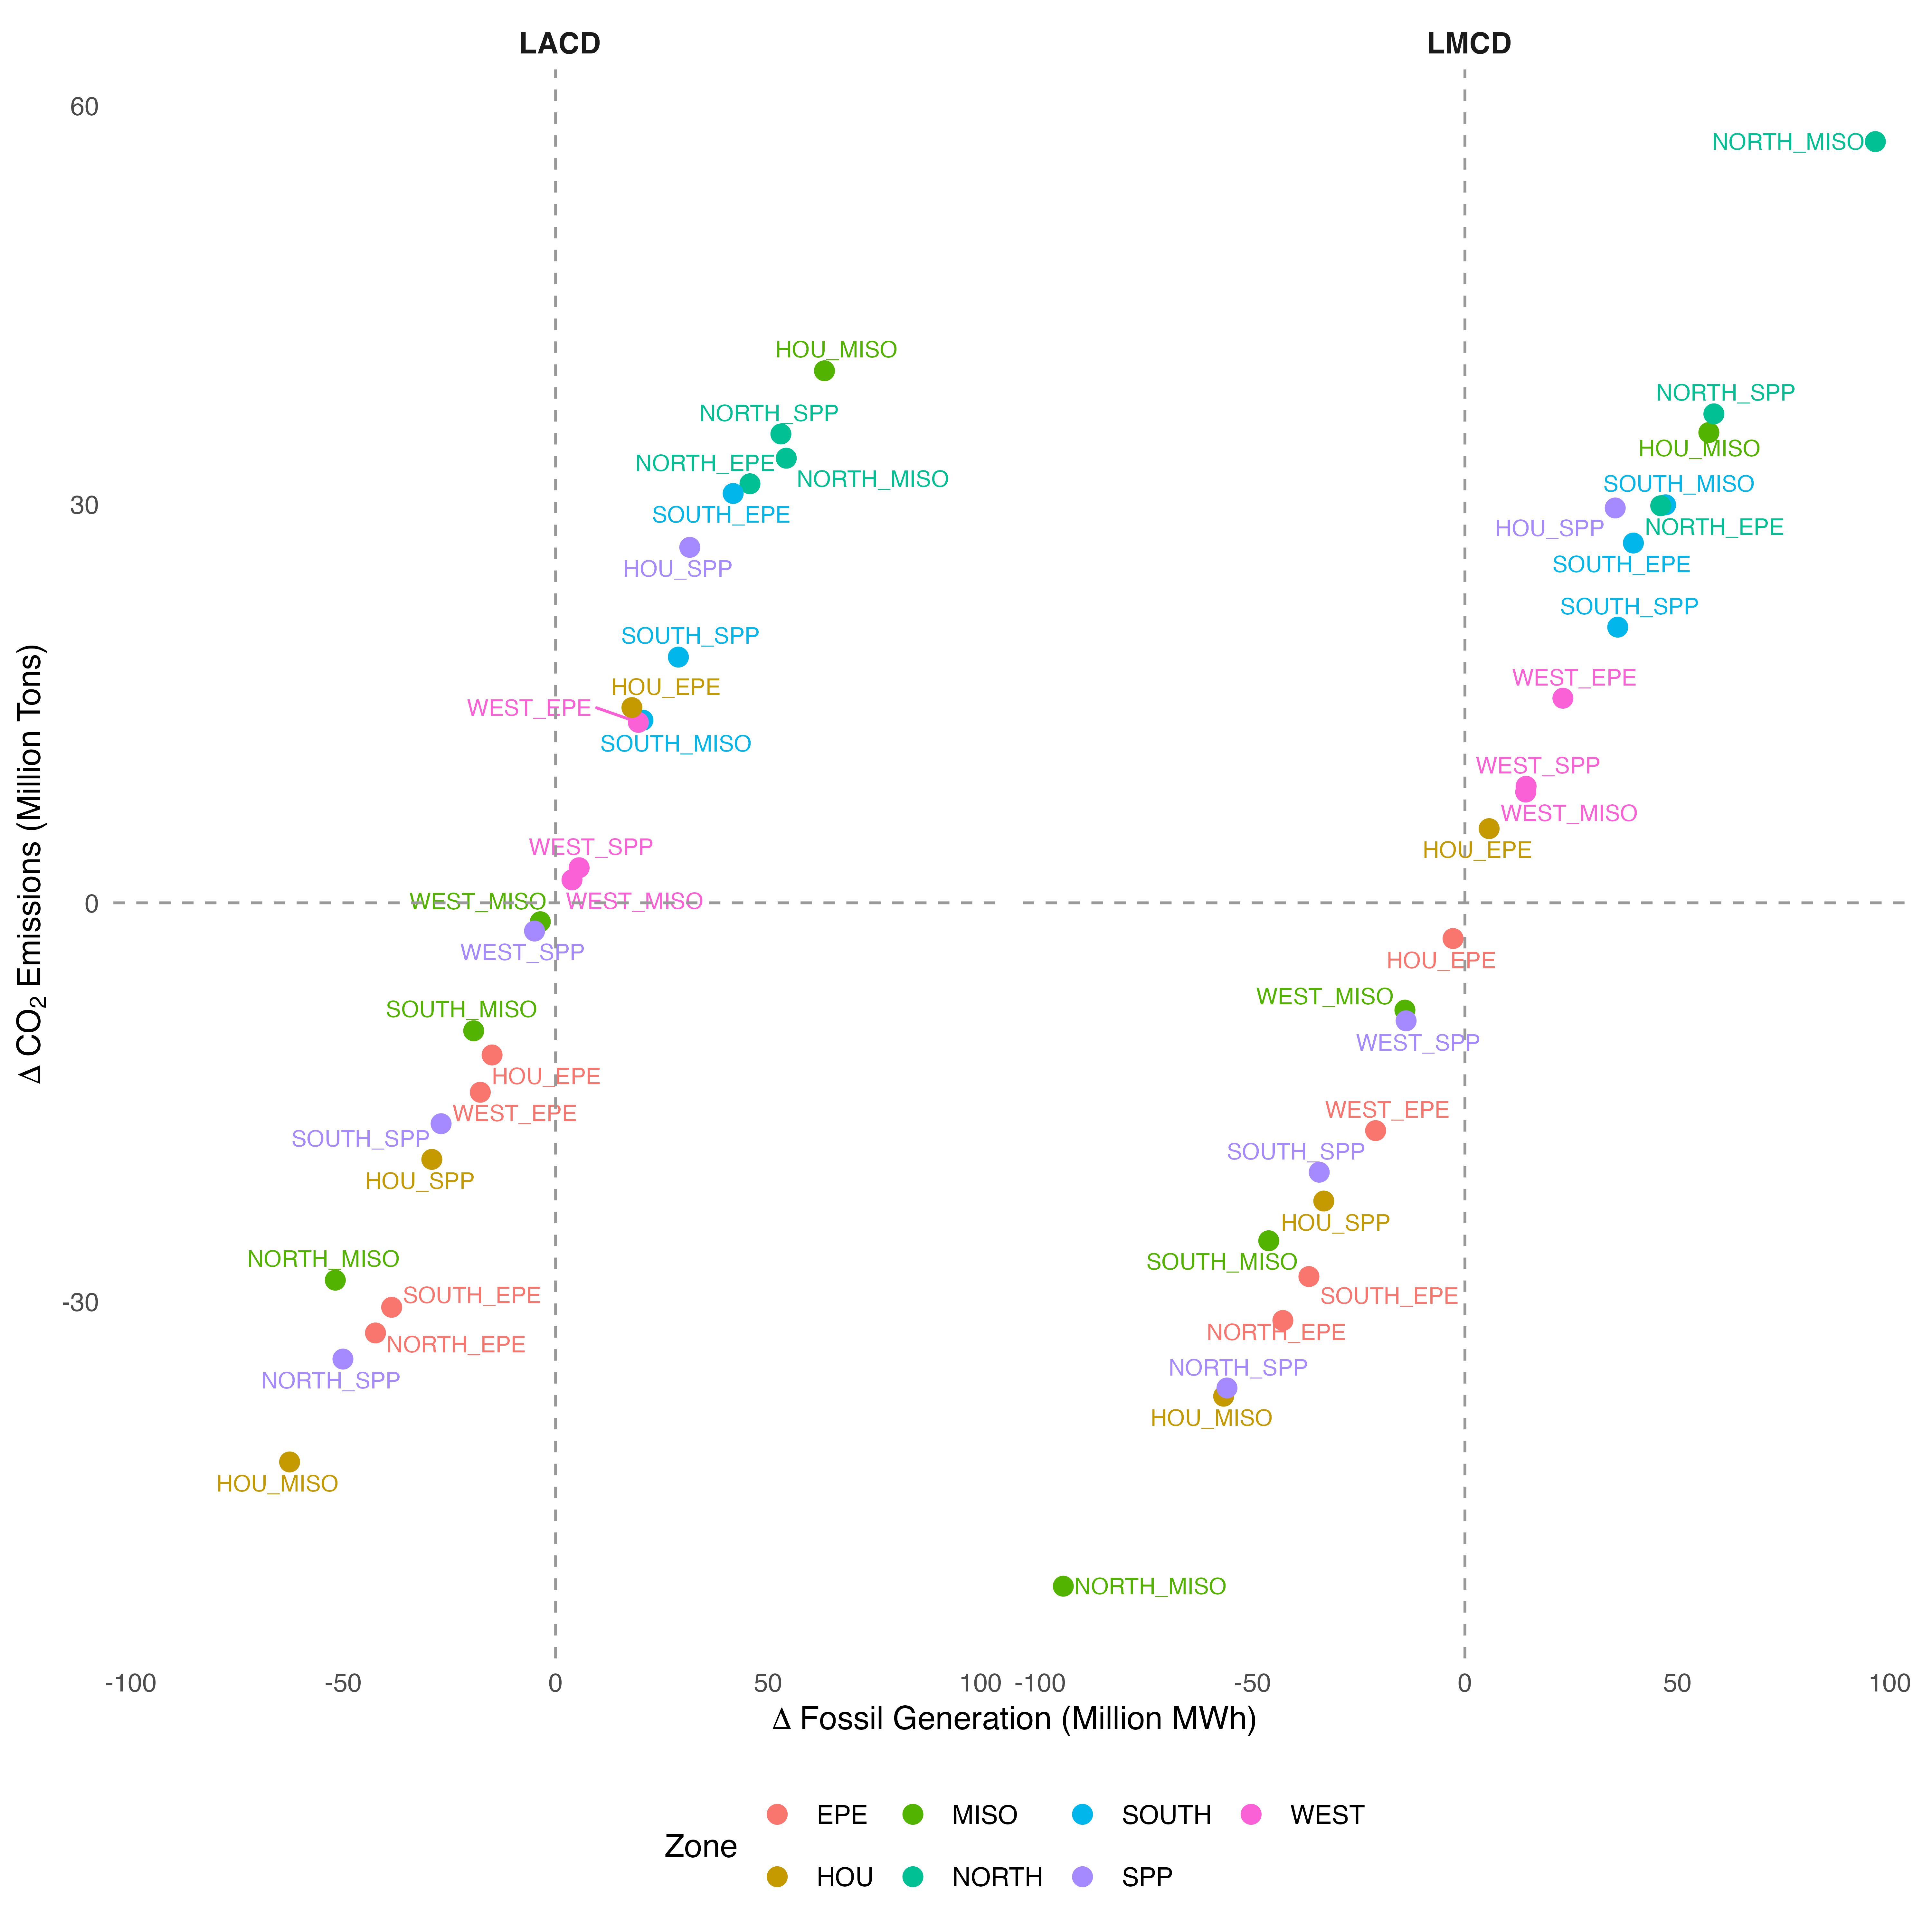 LACD
LMCD
60
NORTH_MISO
HOU_MISO
NORTH_SPP
NORTH_SPP
HOU_MISO
NORTH_EPE
NORTH_MISO
SOUTH_MISO
30
SOUTH_EPE
HOU_SPP
NORTH_EPE
HOU_SPP
SOUTH_EPE
SOUTH_SPP
SOUTH_SPP
HOU_EPE
WEST_EPE
WEST_EPE
SOUTH_MISO
WEST_SPP
WEST_MISO
WEST_SPP
HOU_EPE
WEST_MISO
WEST_MISO
0
WEST_SPP
HOU_EPE
SOUTH_MISO
WEST_MISO
WEST_SPP
HOU_EPE
WEST_EPE
WEST_EPE
SOUTH_SPP
SOUTH_SPP
HOU_SPP
HOU_SPP
NORTH_MISO
SOUTH_MISO
SOUTH_EPE
SOUTH_EPE
-30
NORTH_EPE
NORTH_EPE
NORTH_SPP
NORTH_SPP
HOU_MISO
HOU_MISO
NORTH_MISO
Δ CO2 Emissions (Million Tons)
-100 -50 0 50 100 -100 -50 0 50 100
Δ Fossil Generation (Million MWh)
Zone
EPE MISO SOUTH WEST
HOU NORTH SPP